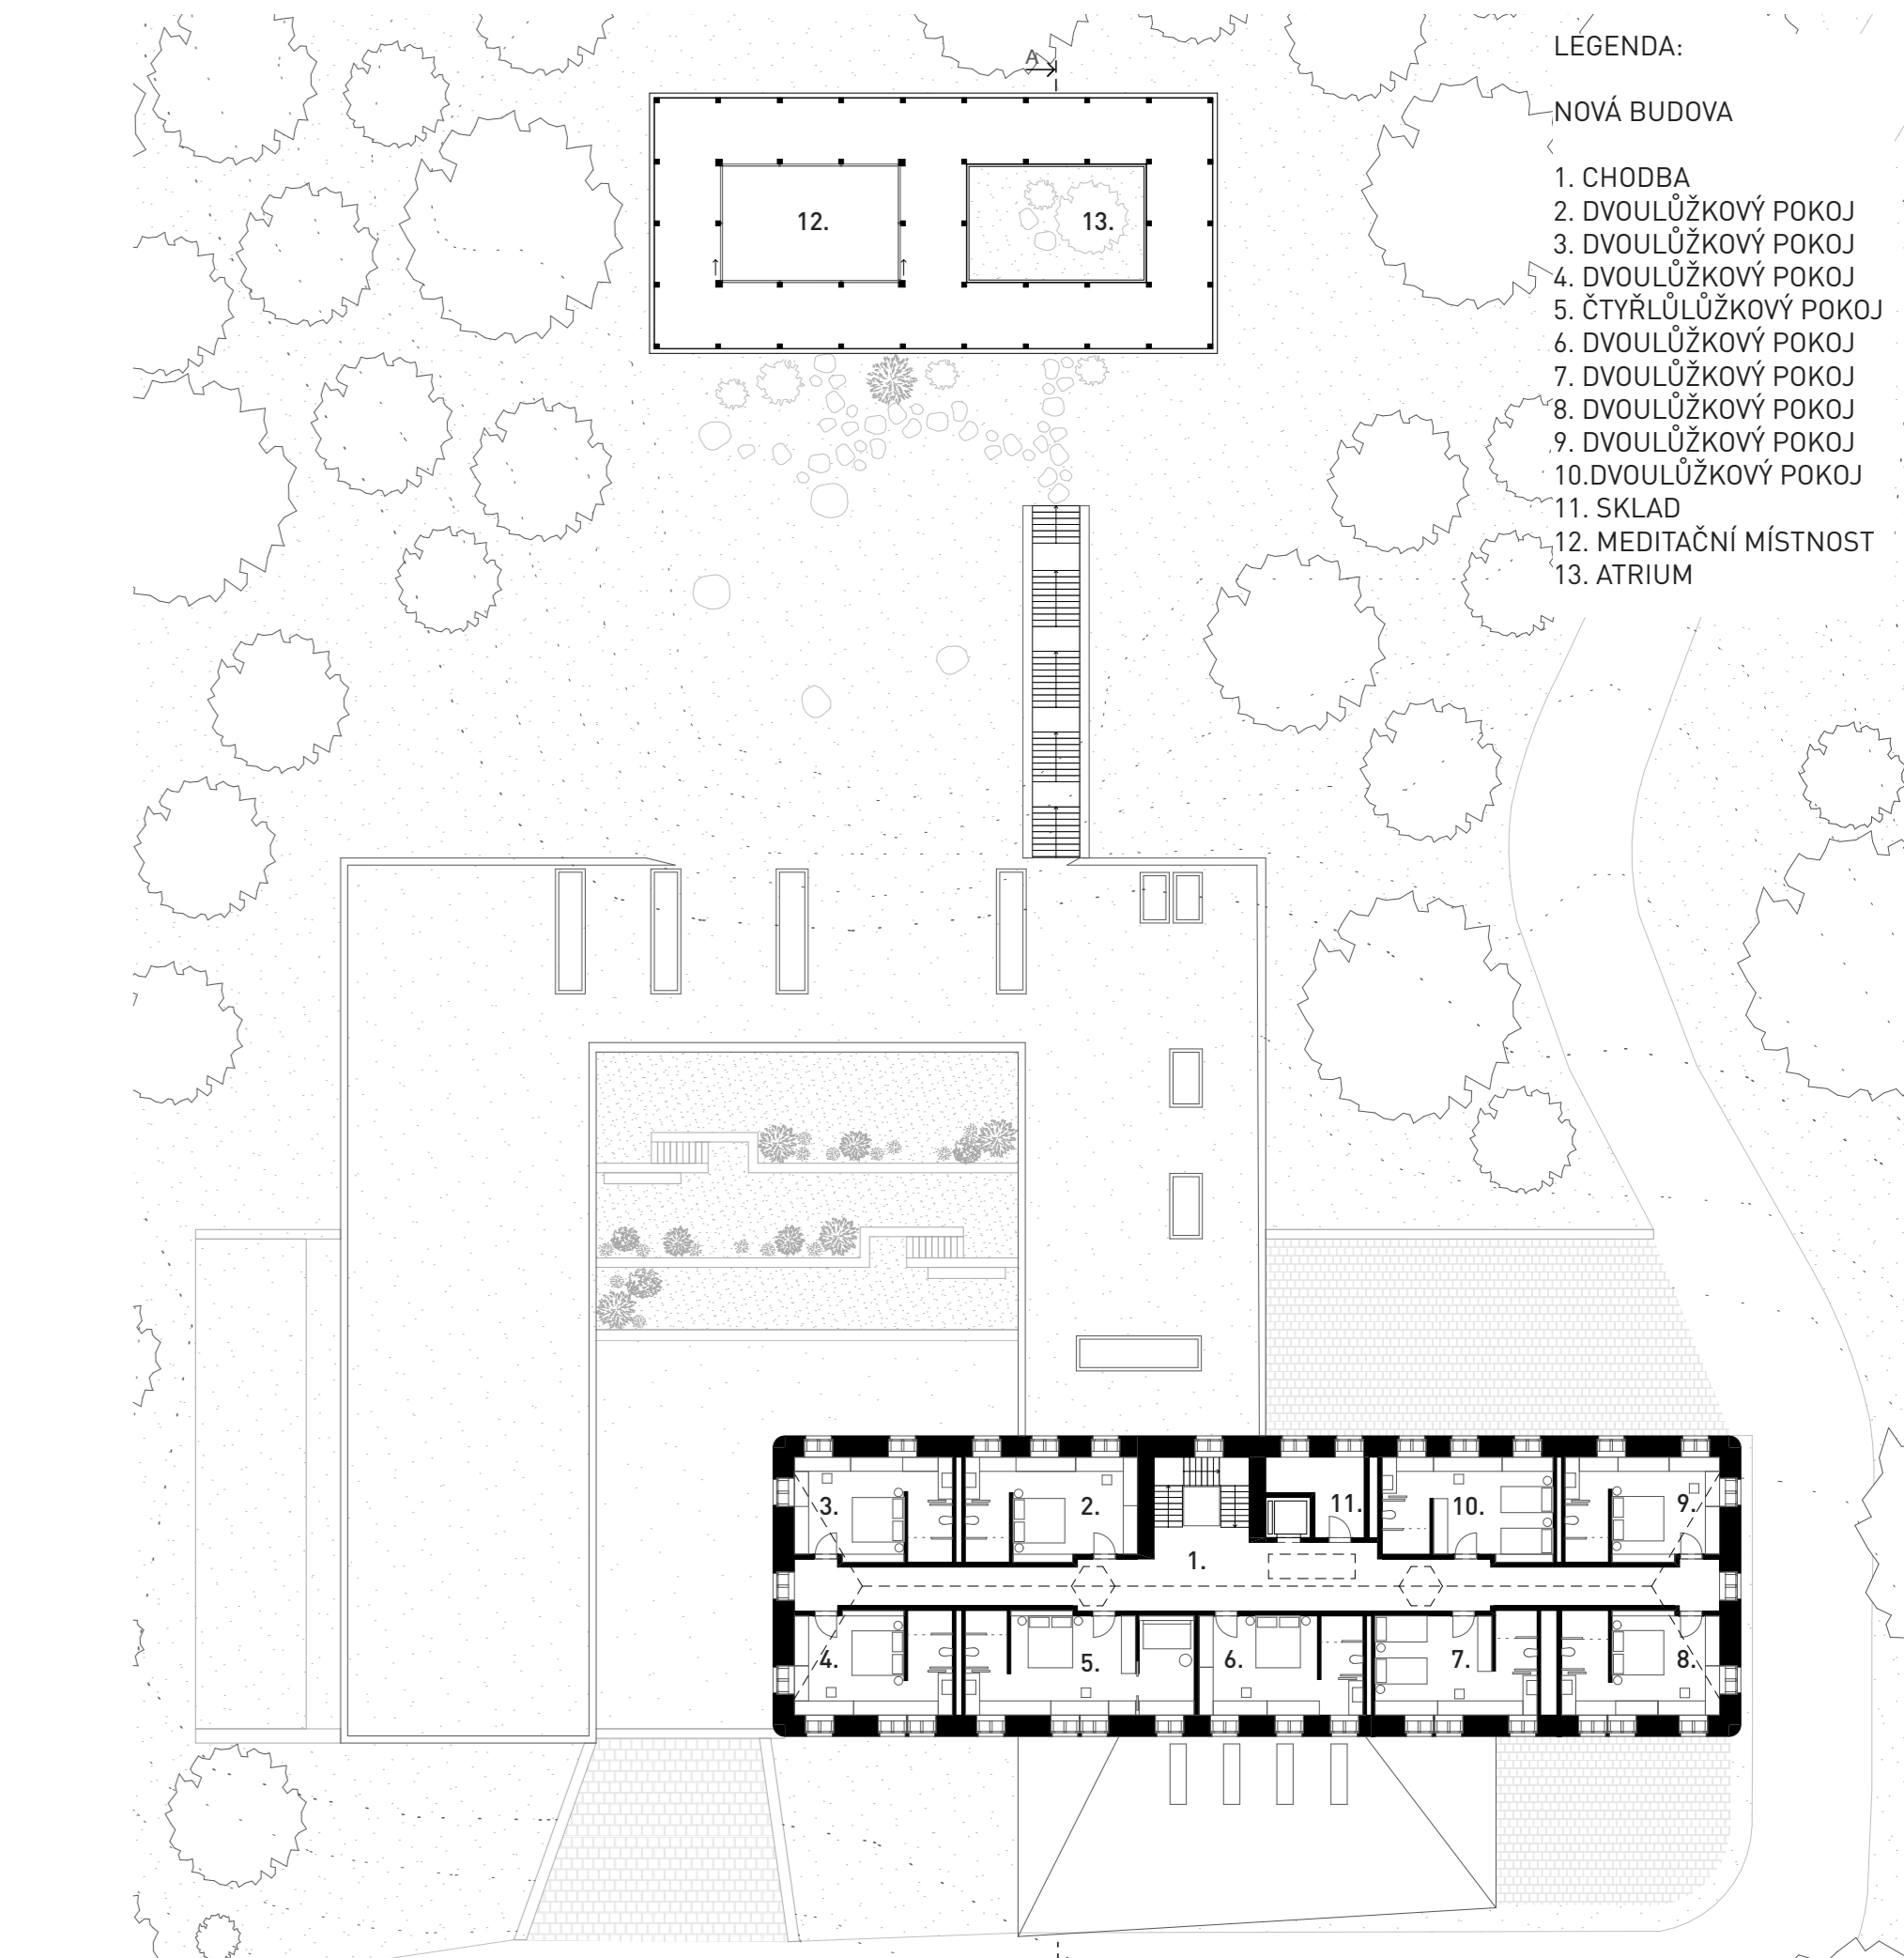 A
LEGENDA:
NOVÁ BUDOVA
1. CHODBA
2. DVOULŮŽKOVÝ POKOJ
3. DVOULŮŽKOVÝ POKOJ
4. DVOULŮŽKOVÝ POKOJ
5. ČTYŘLŮLŮŽKOVÝ POKOJ
6. DVOULŮŽKOVÝ POKOJ
7. DVOULŮŽKOVÝ POKOJ
8. DVOULŮŽKOVÝ POKOJ
9. DVOULŮŽKOVÝ POKOJ
10.DVOULŮŽKOVÝ POKOJ
11. SKLAD
12. MEDITAČNÍ MÍSTNOST
13. ATRIUM
12.
13.
3.
2.
11.
10.
9.
1.
4.
5.
6.
7.
8.